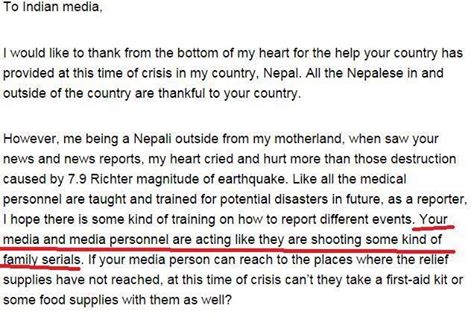 To Indian media,
I would like to thank from the bottom of my heart for the help your country has
provided at this time of crisis in my country, Nepal. All the Nepalese in and
outside of the country are thankful to your country.
However, me being a Nepali outside from my motherland, when saw your
news and news reports, my heart cried and hurt more than those destruction
caused by 7.9 Richter magnitude of earthquake. Like all the medical
personnel are taught and trained for potential disasters in future, as a reporter,
I hope there is some kind of training on how to report different events. Your
media and media personnel are acting like they are shooting some kind of
family serials. If your media person can reach to the places where the relief
supplies have not reached, at this time of crisis can't they take a first-aid kit or
some food supplies with them as well?